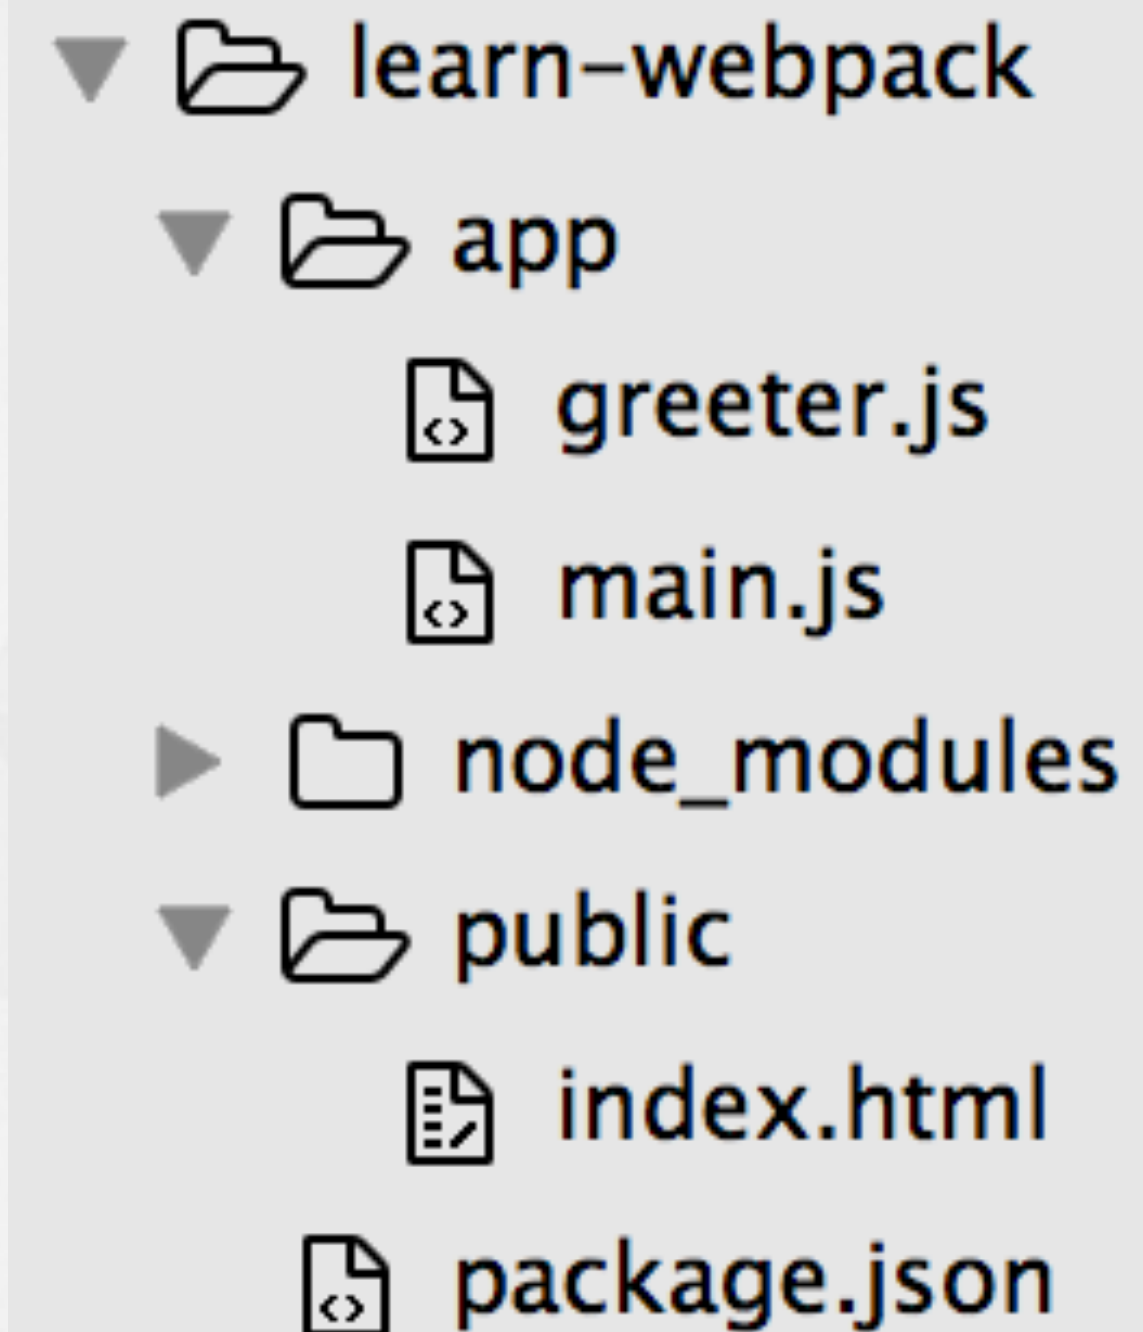 learn-webpack
app
greeter.js
main.js
node_modules
public
index.html
package.json